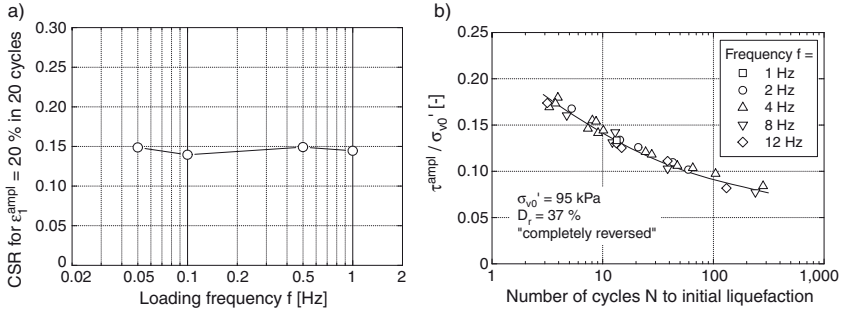 a)
CSR for ε₁ᵃᵐᵖˡ = 20 % in 20 cycles
0.30
0.25
0.20
0.15
0.10
0.05
0
0.02
0.05
0.1
0.2
0.5
1
2
Loading frequency f [Hz]
b)
τᵃᵐᵖˡ / σᵥ₀' [-]
0.25
0.20
0.15
0.10
0.05
0
1
10
100
1,000
Number of cycles N to initial liquefaction
Frequency f =
1 Hz
2 Hz
4 Hz
8 Hz
12 Hz
σᵥ₀' = 95 kPa
Dᵣ = 37 %
"completely reversed"